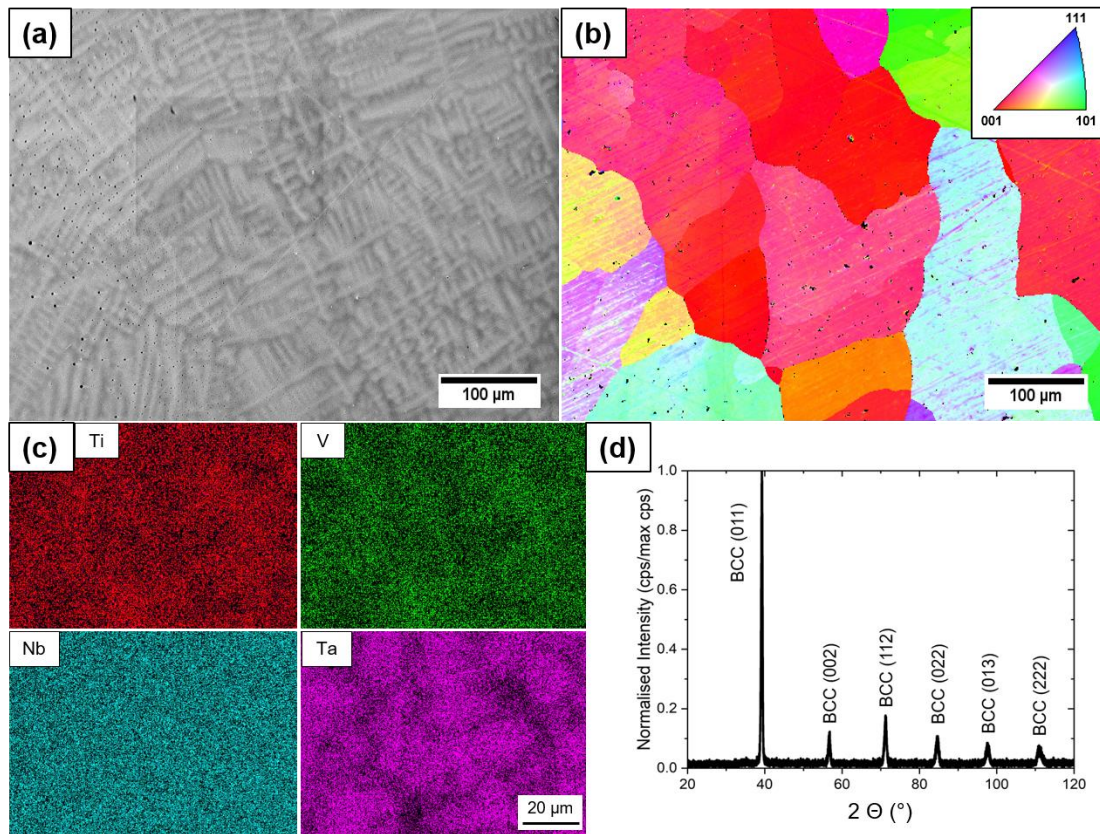 (a)
100 µm
(b)
111
001
101
100 µm
(c)
Ti
V
Nb
Ta
20 µm
(d)
Normalised Intensity (cps/max cps)
1.0
0.8
0.6
0.4
0.2
0.0
BCC (011)
BCC (002)
BCC (112)
BCC (022)
BCC (013)
BCC (222)
20
40
60
80
100
120
2 Θ (°)